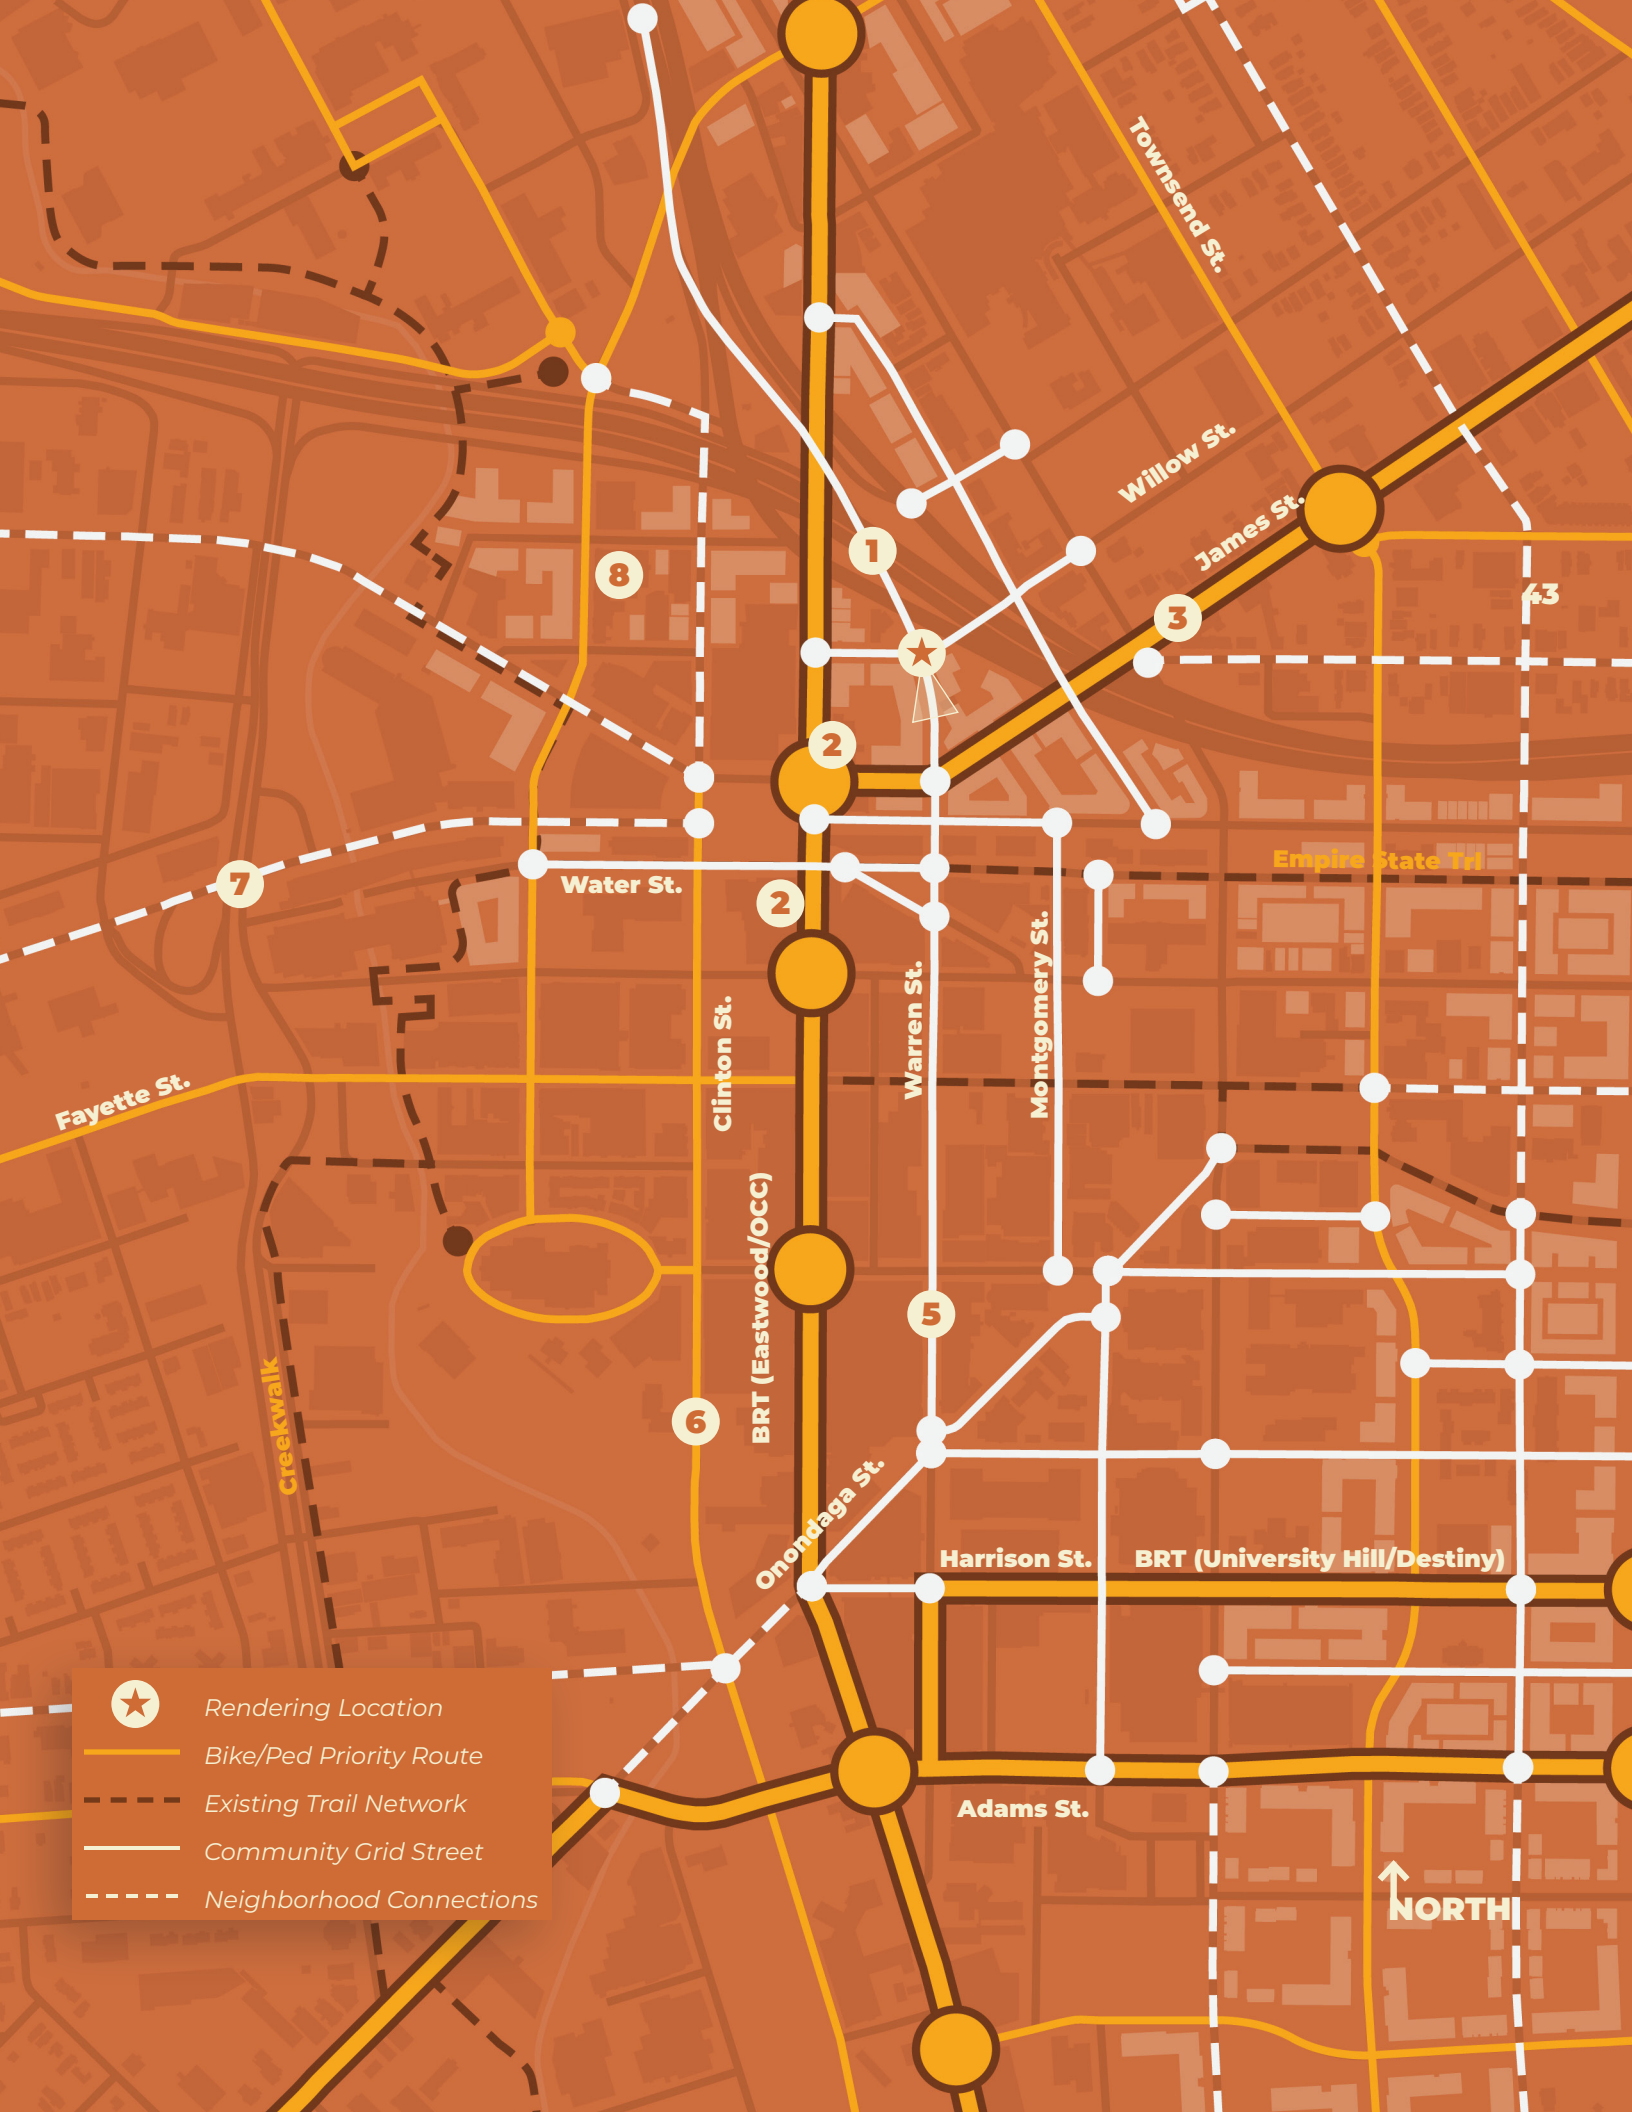 Townsend St.
Willow St.
James St.
1
8
3
43
2
Empire State Trl
7
Water St.
2
Montgomery St.
Warren St.
Clinton St.
Fayette St.
BRT (Eastwood/OCC)
5
Creekwalk
6
Onondaga St.
Harrison St.
BRT (University Hill/Destiny)
Rendering Location
Bike/Ped Priority Route
Existing Trail Network
Community Grid Street
Neighborhood Connections
Adams St.
NORTH